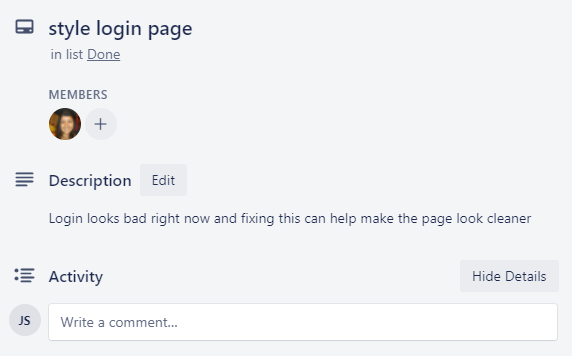 style login page
in list Done
MEMBERS
+
Description Edit
Login looks bad right now and fixing this can help make the page look cleaner
Activity Hide Details
JS Write a comment...